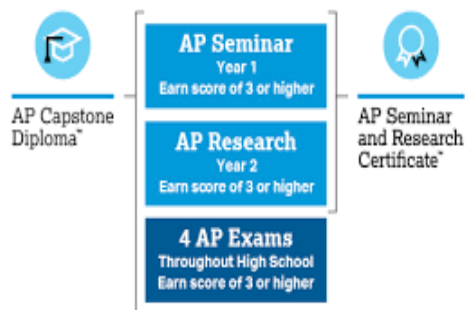 AP Capstone
Diploma™
AP Seminar
Year 1
Earn score of 3 or higher
AP Research
Year 2
Earn score of 3 or higher
4 AP Exams
Throughout High School
Earn score of 3 or higher
AP Seminar
and Research
Certificate™